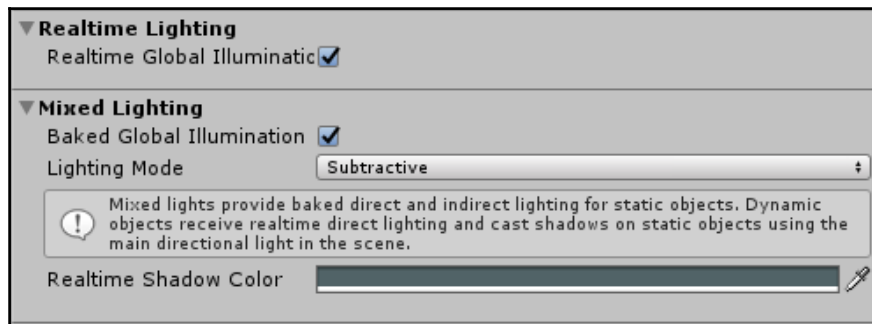 Realtime Lighting
Realtime Global Illuminatic
Mixed Lighting
Baked Global Illumination
Lighting Mode Subtractive
Mixed lights provide baked direct and indirect lighting for static objects. Dynamic
objects receive realtime direct lighting and cast shadows on static objects using the
main directional light in the scene.
Realtime Shadow Color